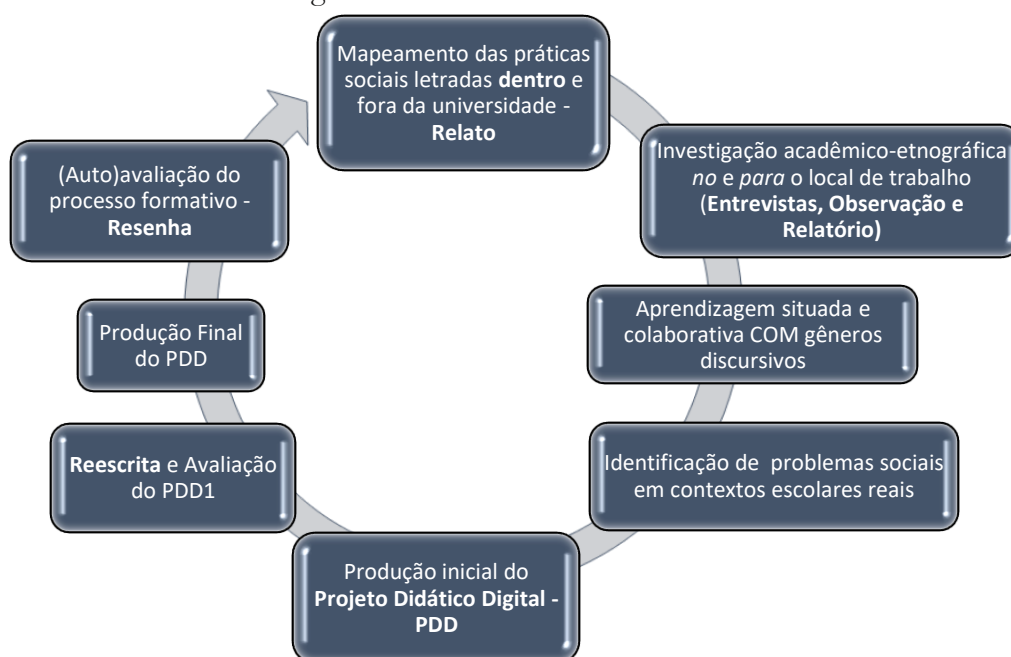 Mapeamento das práticas
sociais letradas dentro e
fora da universidade -
Relato
Investigação acadêmico-etnográfica
no e para o local de trabalho
(Entrevistas, Observação e
Relatório)
Aprendizagem situada e
colaborativa COM gêneros
discursivos
Identificação de problemas sociais
em contextos escolares reais
Produção inicial do
Projeto Didático Digital -
PDD
Reescrita e Avaliação
do PDD1
Produção Final
do PDD
(Auto)avaliação do
processo formativo -
Resenha